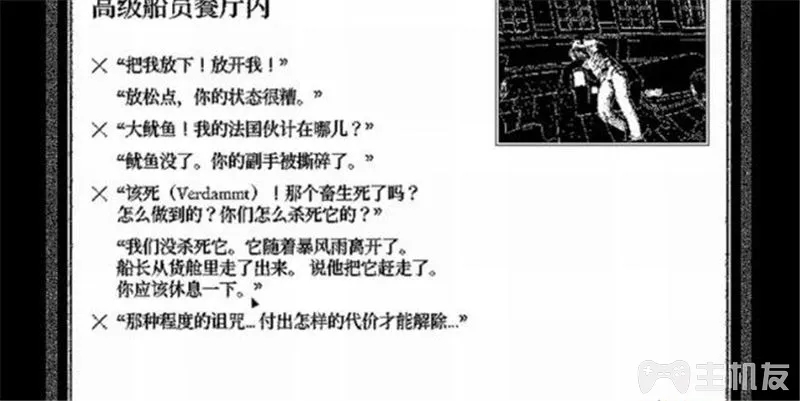 高级船员餐厅内
× “把我放下！放开我！”
“放松点，你的状态很糟。”
× “大鱿鱼！我的法国伙计在哪儿？”
“鱿鱼没了。你的副手被撕碎了。”
× “该死（Verdammt）！那个畜生死了吗？
怎么做到的？你们怎么杀死它的？”
“我们没杀死它。它随着暴风雨离开了。
船长从货舱里走了出来。 说他把它赶走了。
你应该休息一下。”
× “那种程度的诅咒... 付出怎样的代价才能解除...”
主机友